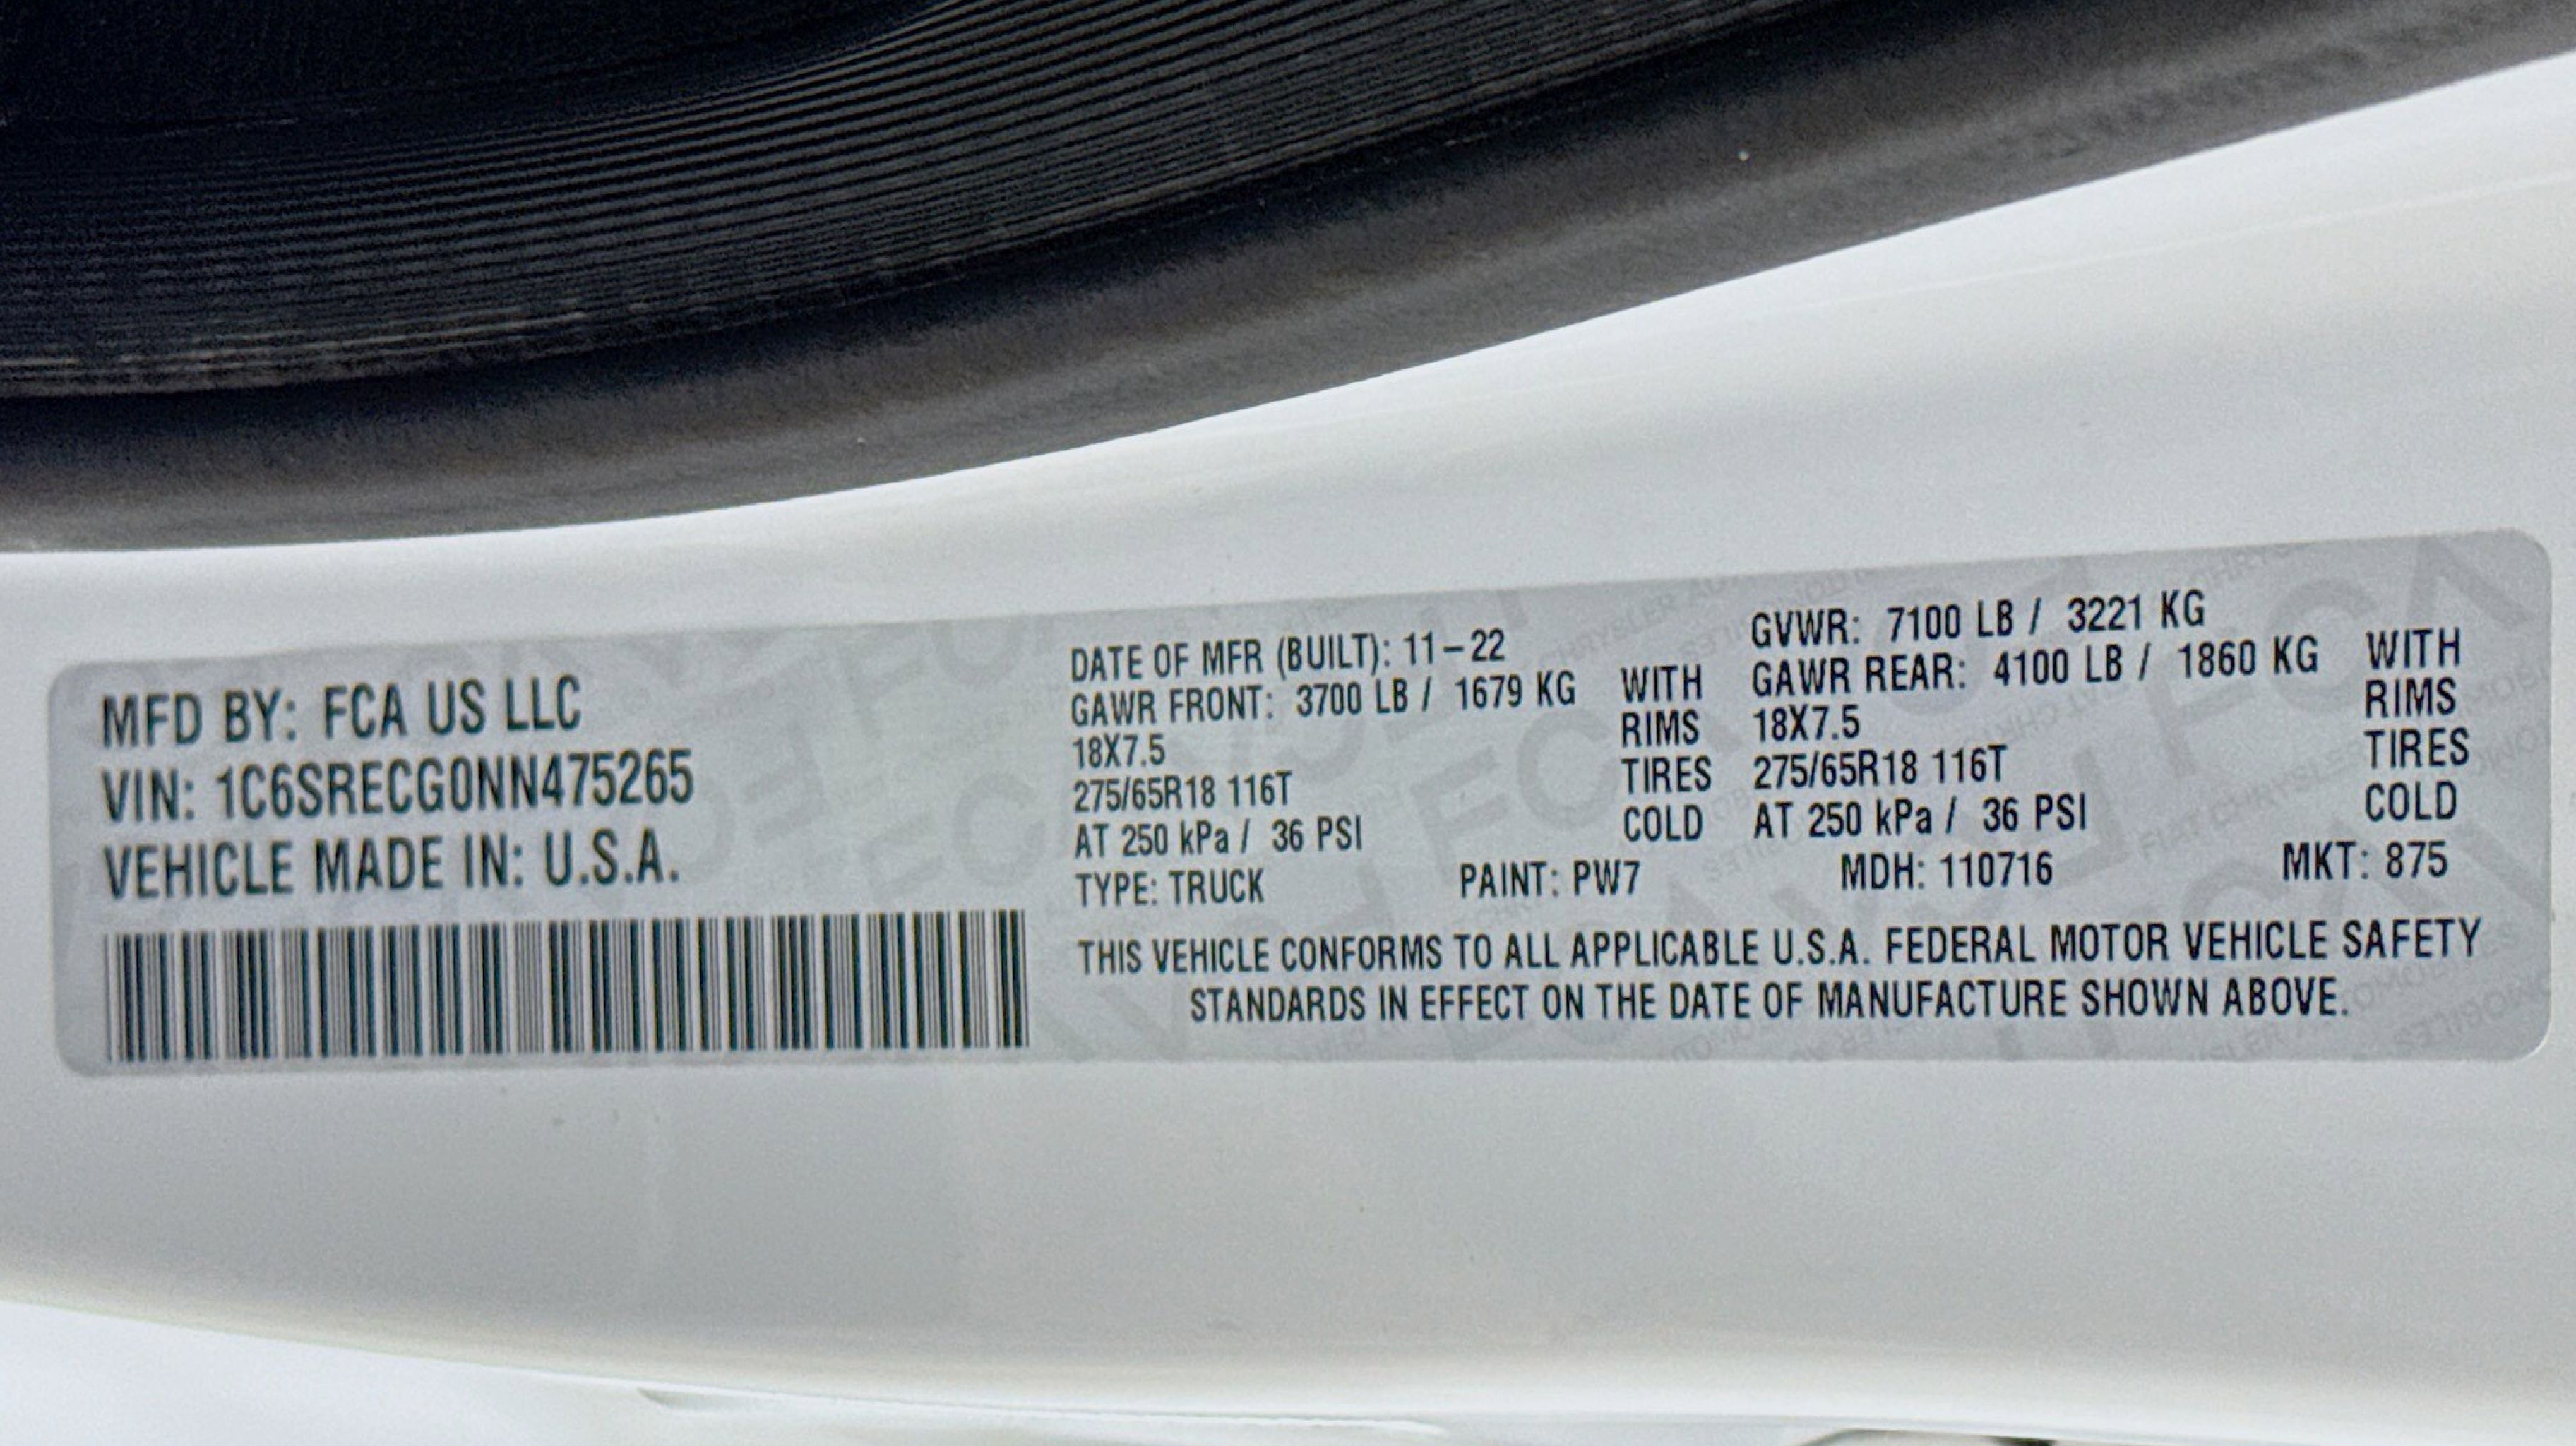 MFD BY: FCA US LLC
VIN: 1C6SRECG0NN475265
VEHICLE MADE IN: U.S.A.
DATE OF MFR (BUILT): 11-22
GAWR FRONT: 3700 LB / 1679 KG WITH
18X7.5 RIMS
275/65R18 116T TIRES
AT 250 kPa / 36 PSI COLD
GVWR: 7100 LB / 3221 KG
GAWR REAR: 4100 LB / 1860 KG WITH
18X7.5 RIMS
275/65R18 116T TIRES
AT 250 kPa / 36 PSI COLD
TYPE: TRUCK PAINT: PW7 MDH: 110716 MKT: 875
THIS VEHICLE CONFORMS TO ALL APPLICABLE U.S.A. FEDERAL MOTOR VEHICLE SAFETY
STANDARDS IN EFFECT ON THE DATE OF MANUFACTURE SHOWN ABOVE.